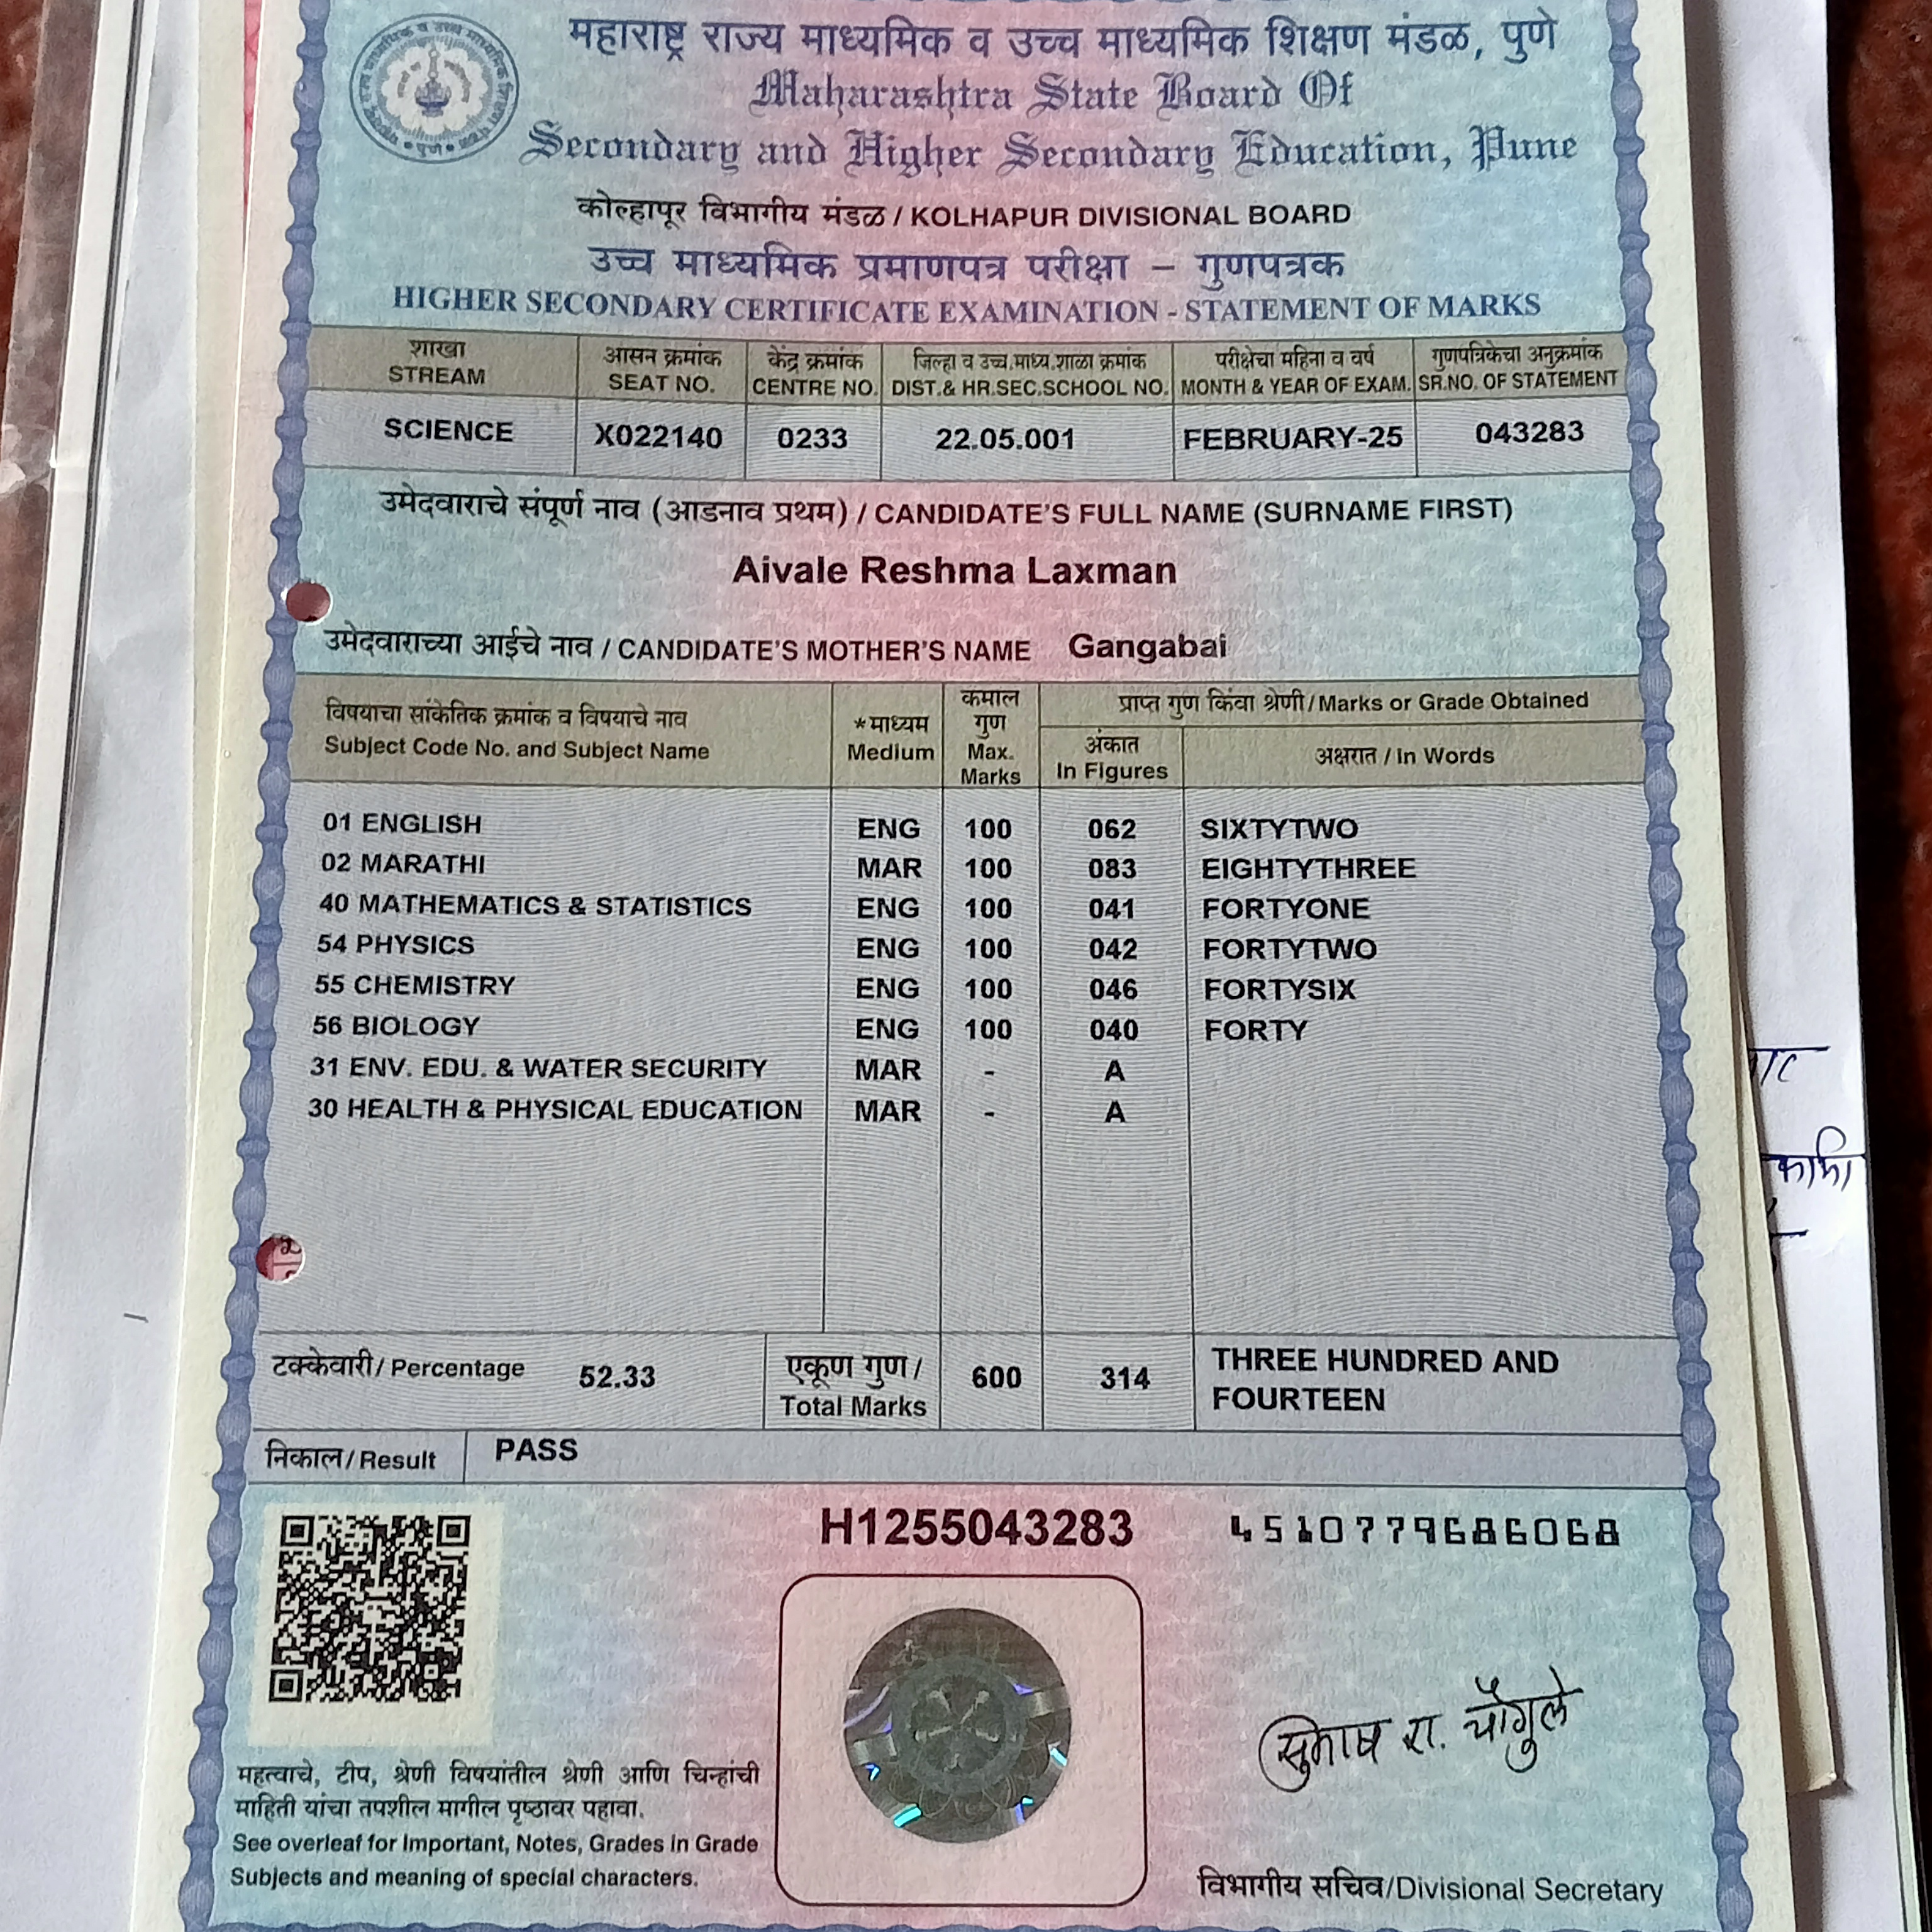 महाराष्ट्र राज्य माध्यमिक व उच्च माध्यमिक शिक्षण मंडळ, पुणे
Maharashtra State Board Of
Secondary and Higher Secondary Education, Pune
कोल्हापूर विभागीय मंडळ / KOLHAPUR DIVISIONAL BOARD
उच्च माध्यमिक प्रमाणपत्र परीक्षा – गुणपत्रक
HIGHER SECONDARY CERTIFICATE EXAMINATION - STATEMENT OF MARKS
शाखा आसन क्रमांक केंद्र क्रमांक जिल्हा व उच्च.माध्य.शाळा क्रमांक परीक्षेचा महिना व वर्ष गुणपत्रिकेचा अनुक्रमांक
STREAM SEAT NO. CENTRE NO. DIST.& HR.SEC.SCHOOL NO. MONTH & YEAR OF EXAM. SR.NO. OF STATEMENT
SCIENCE X022140 0233 22.05.001 FEBRUARY-25 043283
उमेदवाराचे संपूर्ण नाव (आडनाव प्रथम) / CANDIDATE'S FULL NAME (SURNAME FIRST)
Aivale Reshma Laxman
उमेदवाराच्या आईचे नाव / CANDIDATE'S MOTHER'S NAME Gangabai
विषयाचा सांकेतिक क्रमांक व विषयाचे नाव *माध्यम कमाल गुण प्राप्त गुण किंवा श्रेणी/Marks or Grade Obtained
Subject Code No. and Subject Name Medium Max. Marks अंकात In Figures अक्षरात / In Words
01 ENGLISH ENG 100 062 SIXTYTWO
02 MARATHI MAR 100 083 EIGHTYTHREE
40 MATHEMATICS & STATISTICS ENG 100 041 FORTYONE
54 PHYSICS ENG 100 042 FORTYTWO
55 CHEMISTRY ENG 100 046 FORTYSIX
56 BIOLOGY ENG 100 040 FORTY
31 ENV. EDU. & WATER SECURITY MAR - A
30 HEALTH & PHYSICAL EDUCATION MAR - A
टक्केवारी/ Percentage 52.33 एकूण गुण / Total Marks 600 314 THREE HUNDRED AND
FOURTEEN
निकाल/ Result PASS
H1255043283 4510779686068
सुभाष रा. चौगुले
महत्वाचे, टीप, श्रेणी विषयांतील श्रेणी आणि चिन्हांची
माहिती यांचा तपशील मागील पृष्ठावर पहावा.
See overleaf for Important, Notes, Grades in Grade
Subjects and meaning of special characters.
विभागीय सचिव/Divisional Secretary